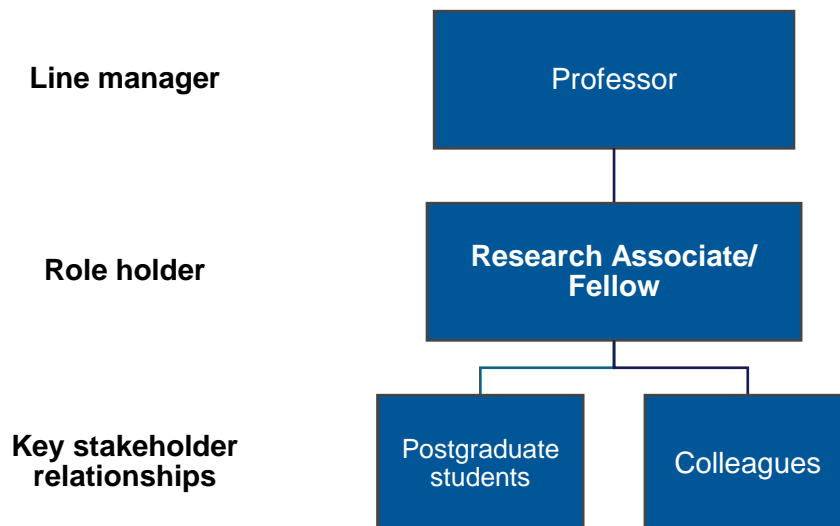 Line manager
Professor
Role holder
Research Associate/
Fellow
Key stakeholder
relationships
Postgraduate
students
Colleagues